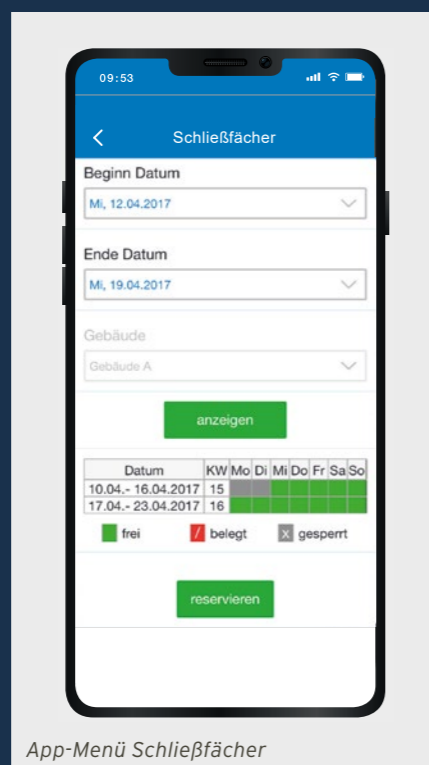 09:53
Schließfächer
Beginn Datum
Mi, 12.04.2017
Ende Datum
Mi, 19.04.2017
Gebäude
Gebäude A
anzeigen
Datum KW Mo Di Mi Do Fr Sa So
10.04.- 16.04.2017 15
17.04.- 23.04.2017 16
frei / belegt x gesperrt
reservieren
App-Menü Schließfächer